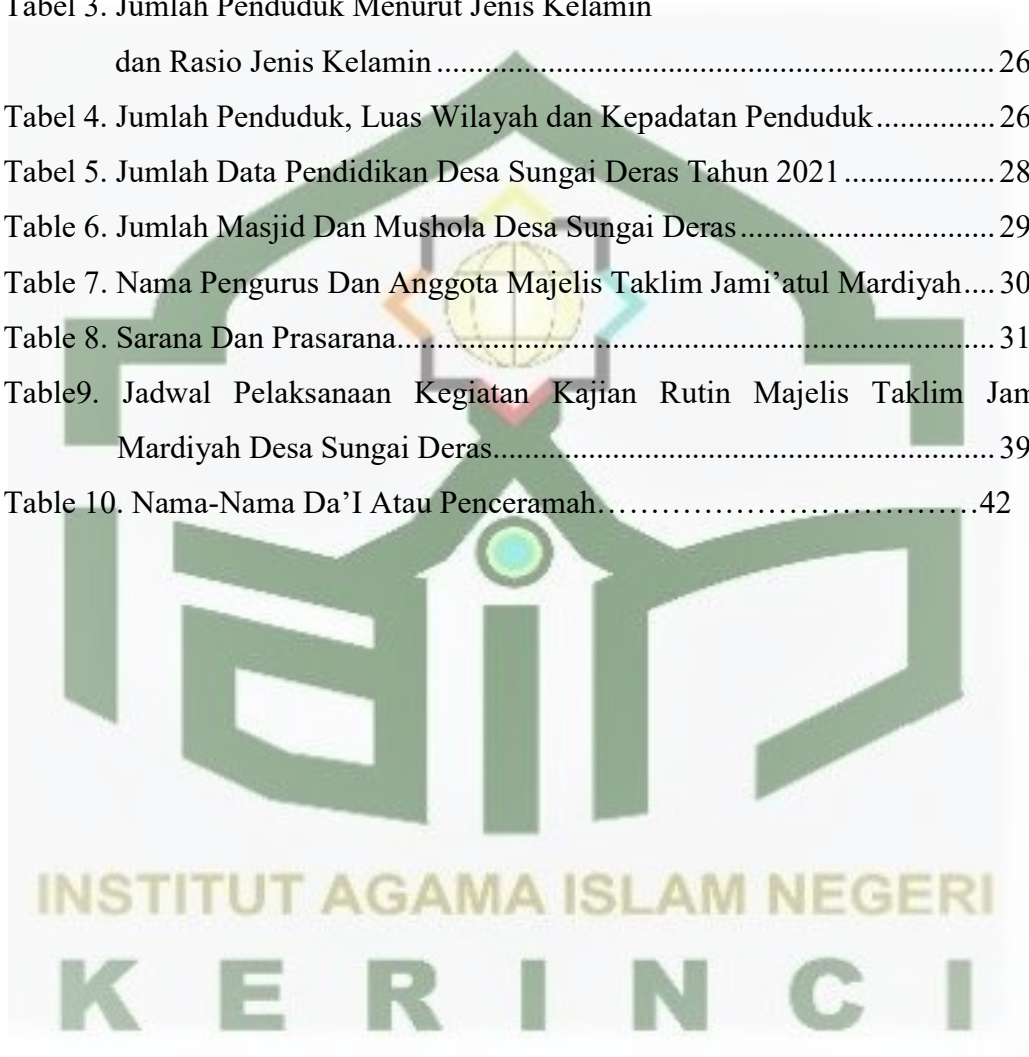 Tabel 3. Jumlah Penduduk Menurut Jenis Kelamin
dan Rasio Jenis Kelamin ...................................................................... 26
Tabel 4. Jumlah Penduduk, Luas Wilayah dan Kepadatan Penduduk............... 26
Tabel 5. Jumlah Data Pendidikan Desa Sungai Deras Tahun 2021 ................... 28
Table 6. Jumlah Masjid Dan Mushola Desa Sungai Deras ................................ 29
Table 7. Nama Pengurus Dan Anggota Majelis Taklim Jami’atul Mardiyah.... 30
Table 8. Sarana Dan Prasarana........................................................................... 31
Table9. Jadwal Pelaksanaan Kegiatan Kajian Rutin Majelis Taklim Jam
Mardiyah Desa Sungai Deras............................................................... 39
Table 10. Nama-Nama Da’I Atau Penceramah……………………………….42
iain
INSTITUT AGAMA ISLAM NEGERI
KERINCI